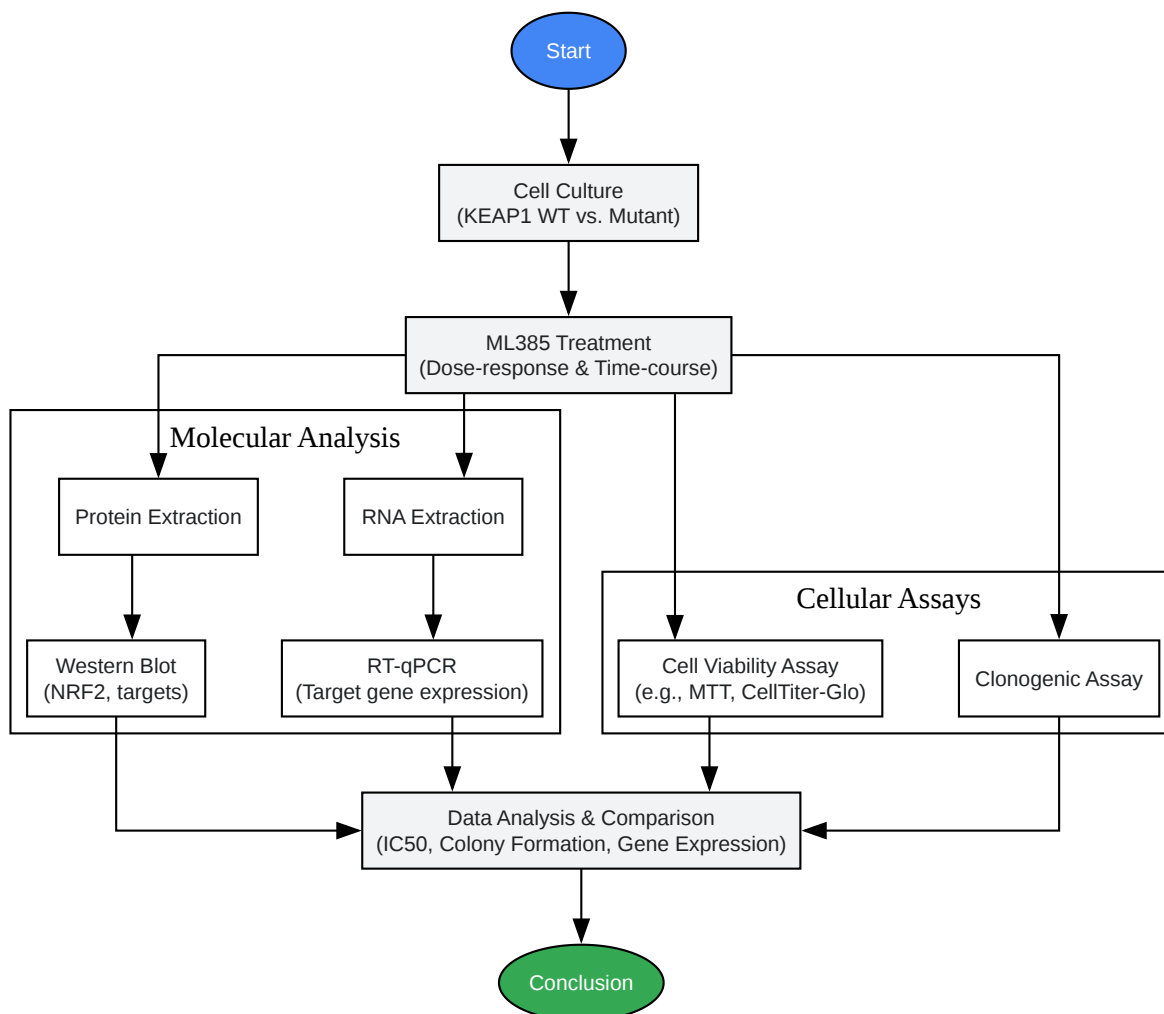 Start
Cell Culture
(KEAP1 WT vs. Mutant)
ML385 Treatment
(Dose-response & Time-course)
Molecular Analysis
Protein Extraction
RNA Extraction
Cellular Assays
Western Blot
(NRF2, targets)
RT-qPCR
(Target gene expression)
Cell Viability Assay
(e.g., MTT, CellTiter-Glo)
Clonogenic Assay
Data Analysis & Comparison
(IC50, Colony Formation, Gene Expression)
Conclusion